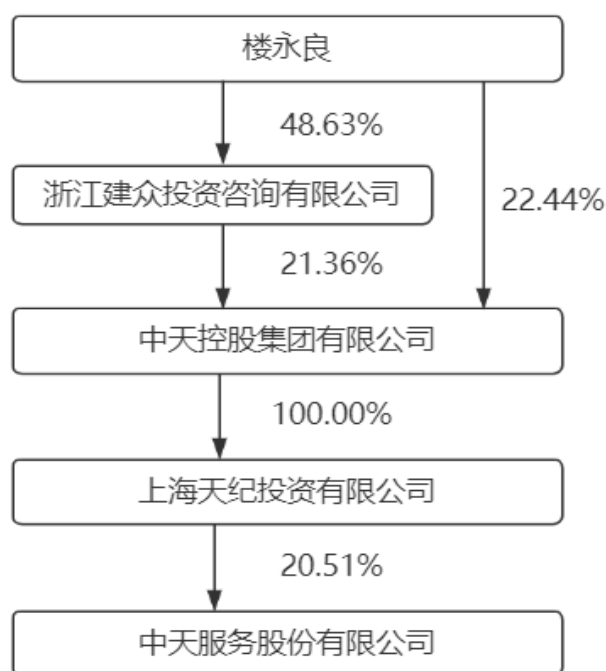 楼永良
48.63%
浙江建众投资咨询有限公司
22.44%
21.36%
中天控股集团有限公司
100.00%
上海天纪投资有限公司
20.51%
中天服务股份有限公司